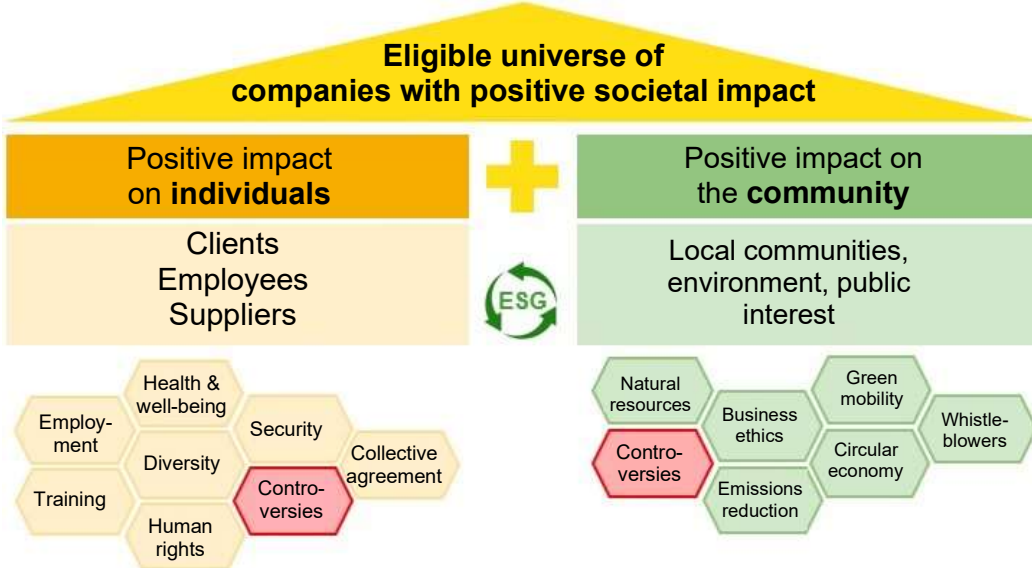 Eligible universe of
companies with positive societal impact
Positive impact
on individuals
Positive impact on
the community
Clients
Employees
Suppliers
ESG
Local communities,
environment, public
interest
Health &
well-being
Employ-
ment
Security
Diversity
Collective
agreement
Training
Contro-
versies
Human
rights
Natural
resources
Green
mobility
Business
ethics
Whistle-
blowers
Contro-
versies
Circular
economy
Emissions
reduction